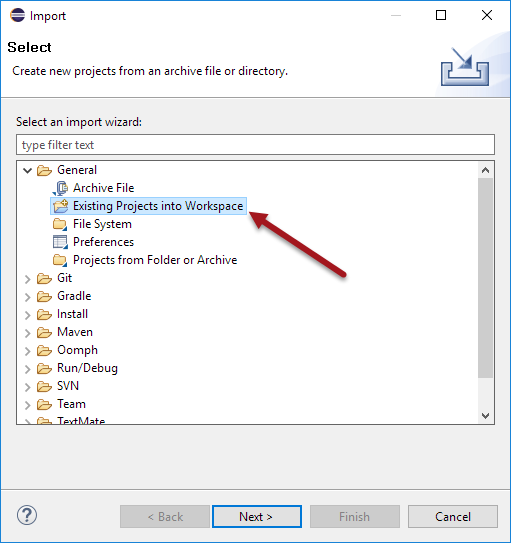 Import
Select
Create new projects from an archive file or directory.
Select an import wizard:
type filter text
General
Archive File
Existing Projects into Workspace
File System
Preferences
Projects from Folder or Archive
Git
Gradle
Install
Maven
Oomph
Run/Debug
SVN
Team
TextMate
? < Back Next > Finish Cancel